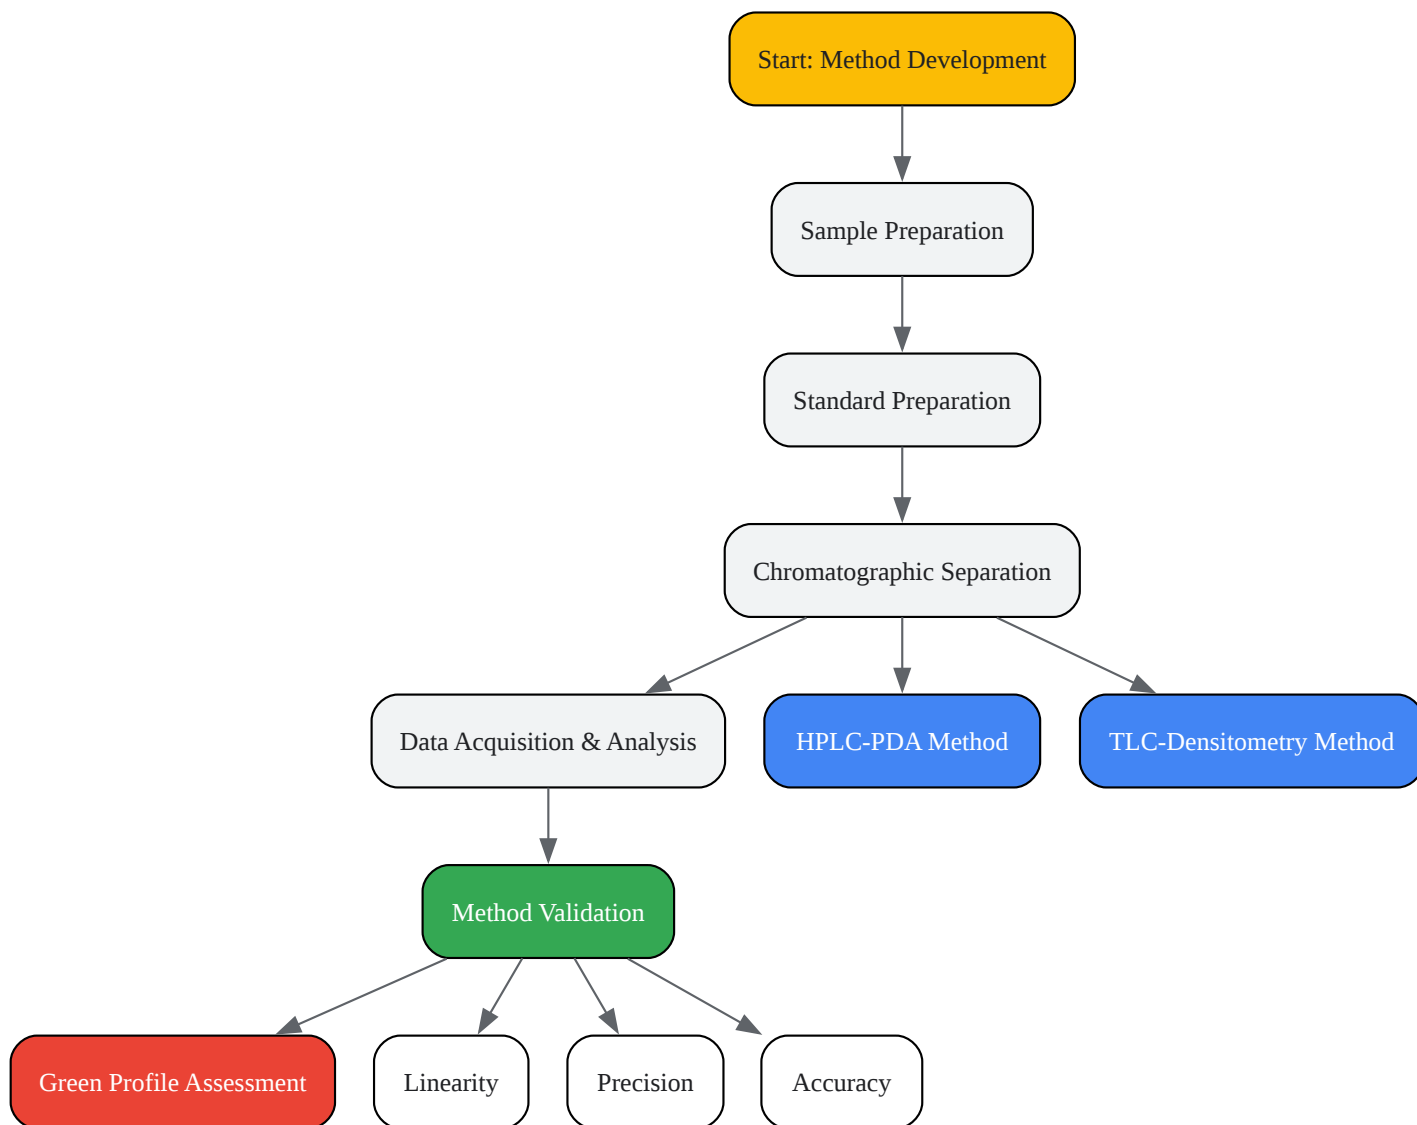 Start: Method Development
Sample Preparation
Standard Preparation
Chromatographic Separation
Data Acquisition & Analysis
HPLC-PDA Method
TLC-Densitometry Method
Method Validation
Green Profile Assessment
Linearity
Precision
Accuracy